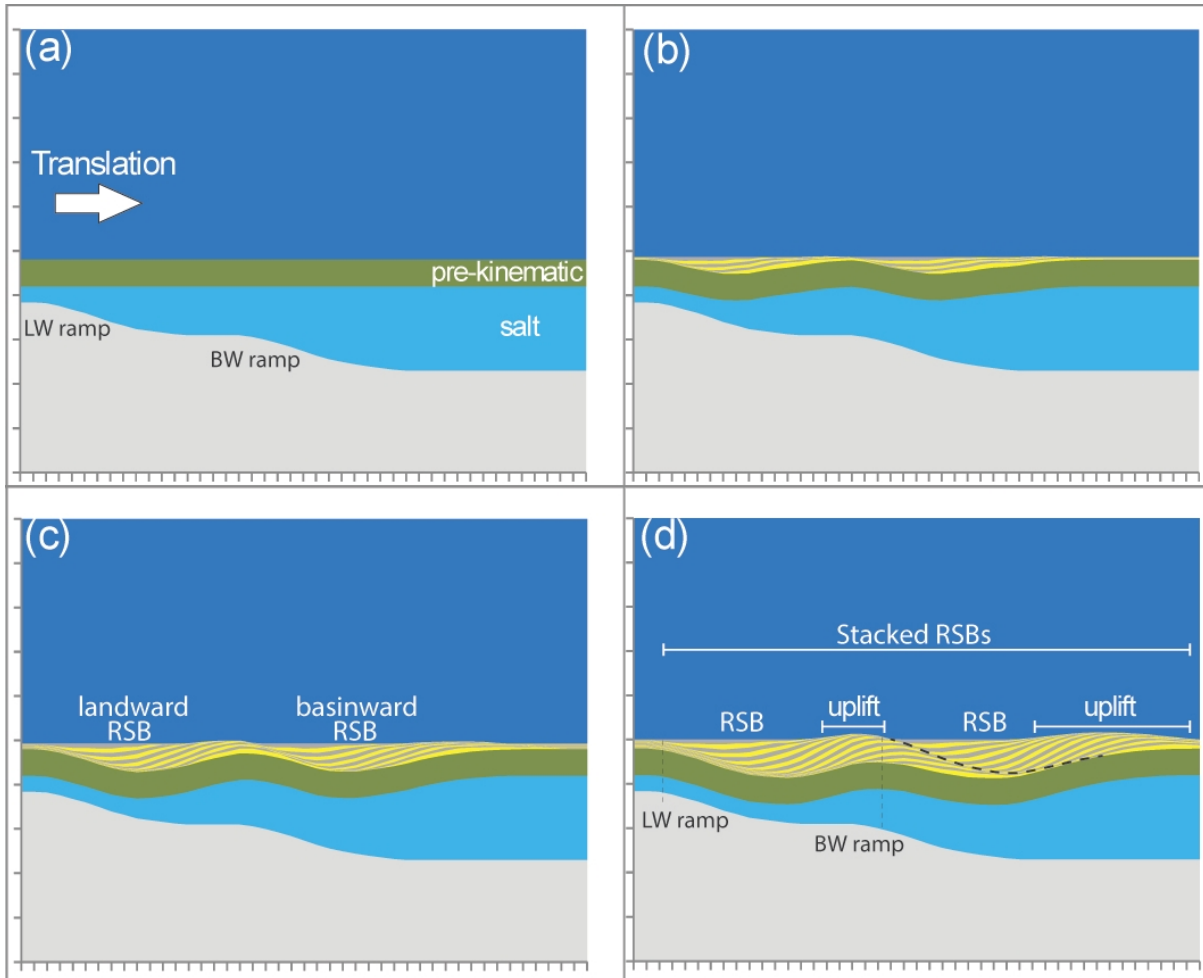 (a)
Translation
pre-kinematic
LW ramp
salt
BW ramp
(b)
(c)
landward
RSB
basinward
RSB
(d)
Stacked RSBs
RSB
uplift
RSB
uplift
LW ramp
BW ramp